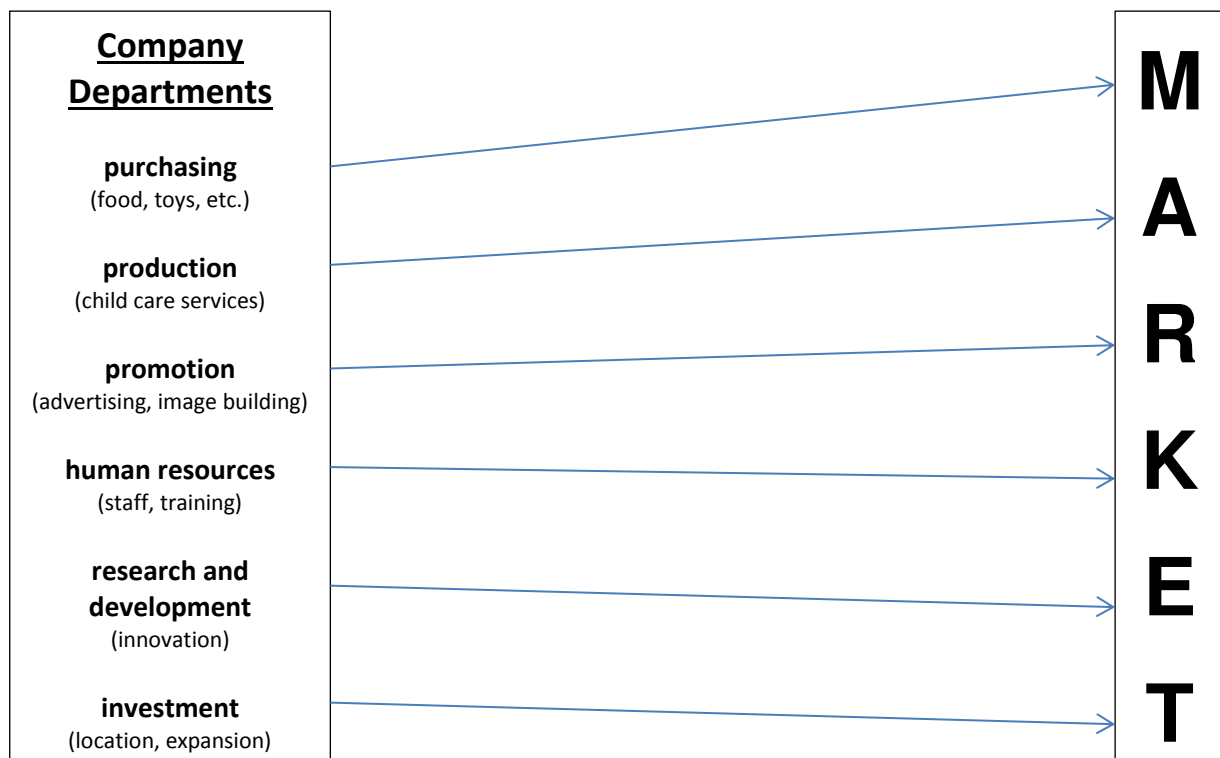 Company
Departments
purchasing
(food, toys, etc.)
production
(child care services)
promotion
(advertising, image building)
human resources
(staff, training)
research and
development
(innovation)
investment
(location, expansion)
M
A
R
K
E
T